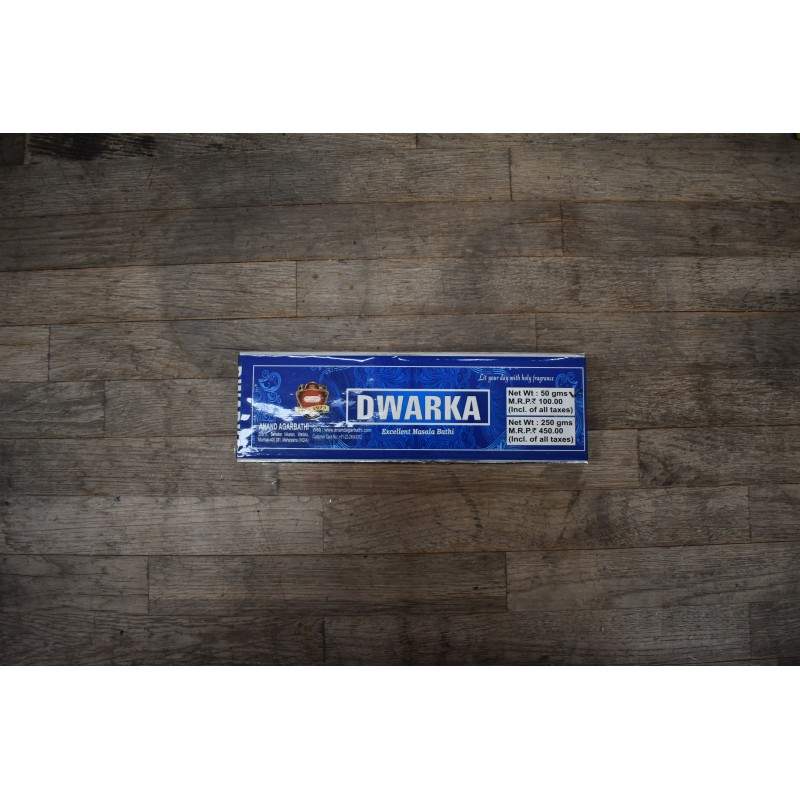 Let your day with holy fragrance
DWARKA
Excellent Masala Bathi
ANAND AGARBATHI
Net Wt : 50 gms
M.R.P.₹ 100.00
(Incl. of all taxes)
Net Wt : 250 gms
M.R.P.₹ 450.00
(Incl. of all taxes)